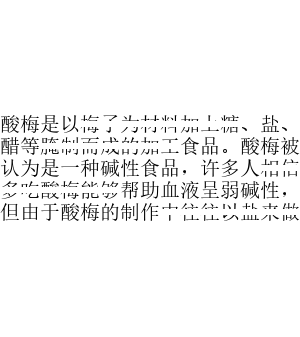 酸梅是以梅子为材料加上糖、盐、
醋等腌制而成的加工食品。酸梅被
认为是一种碱性食品，许多人相信
多吃酸梅能够帮助血液呈弱碱性，
但由于酸梅的制作中往往以盐来做